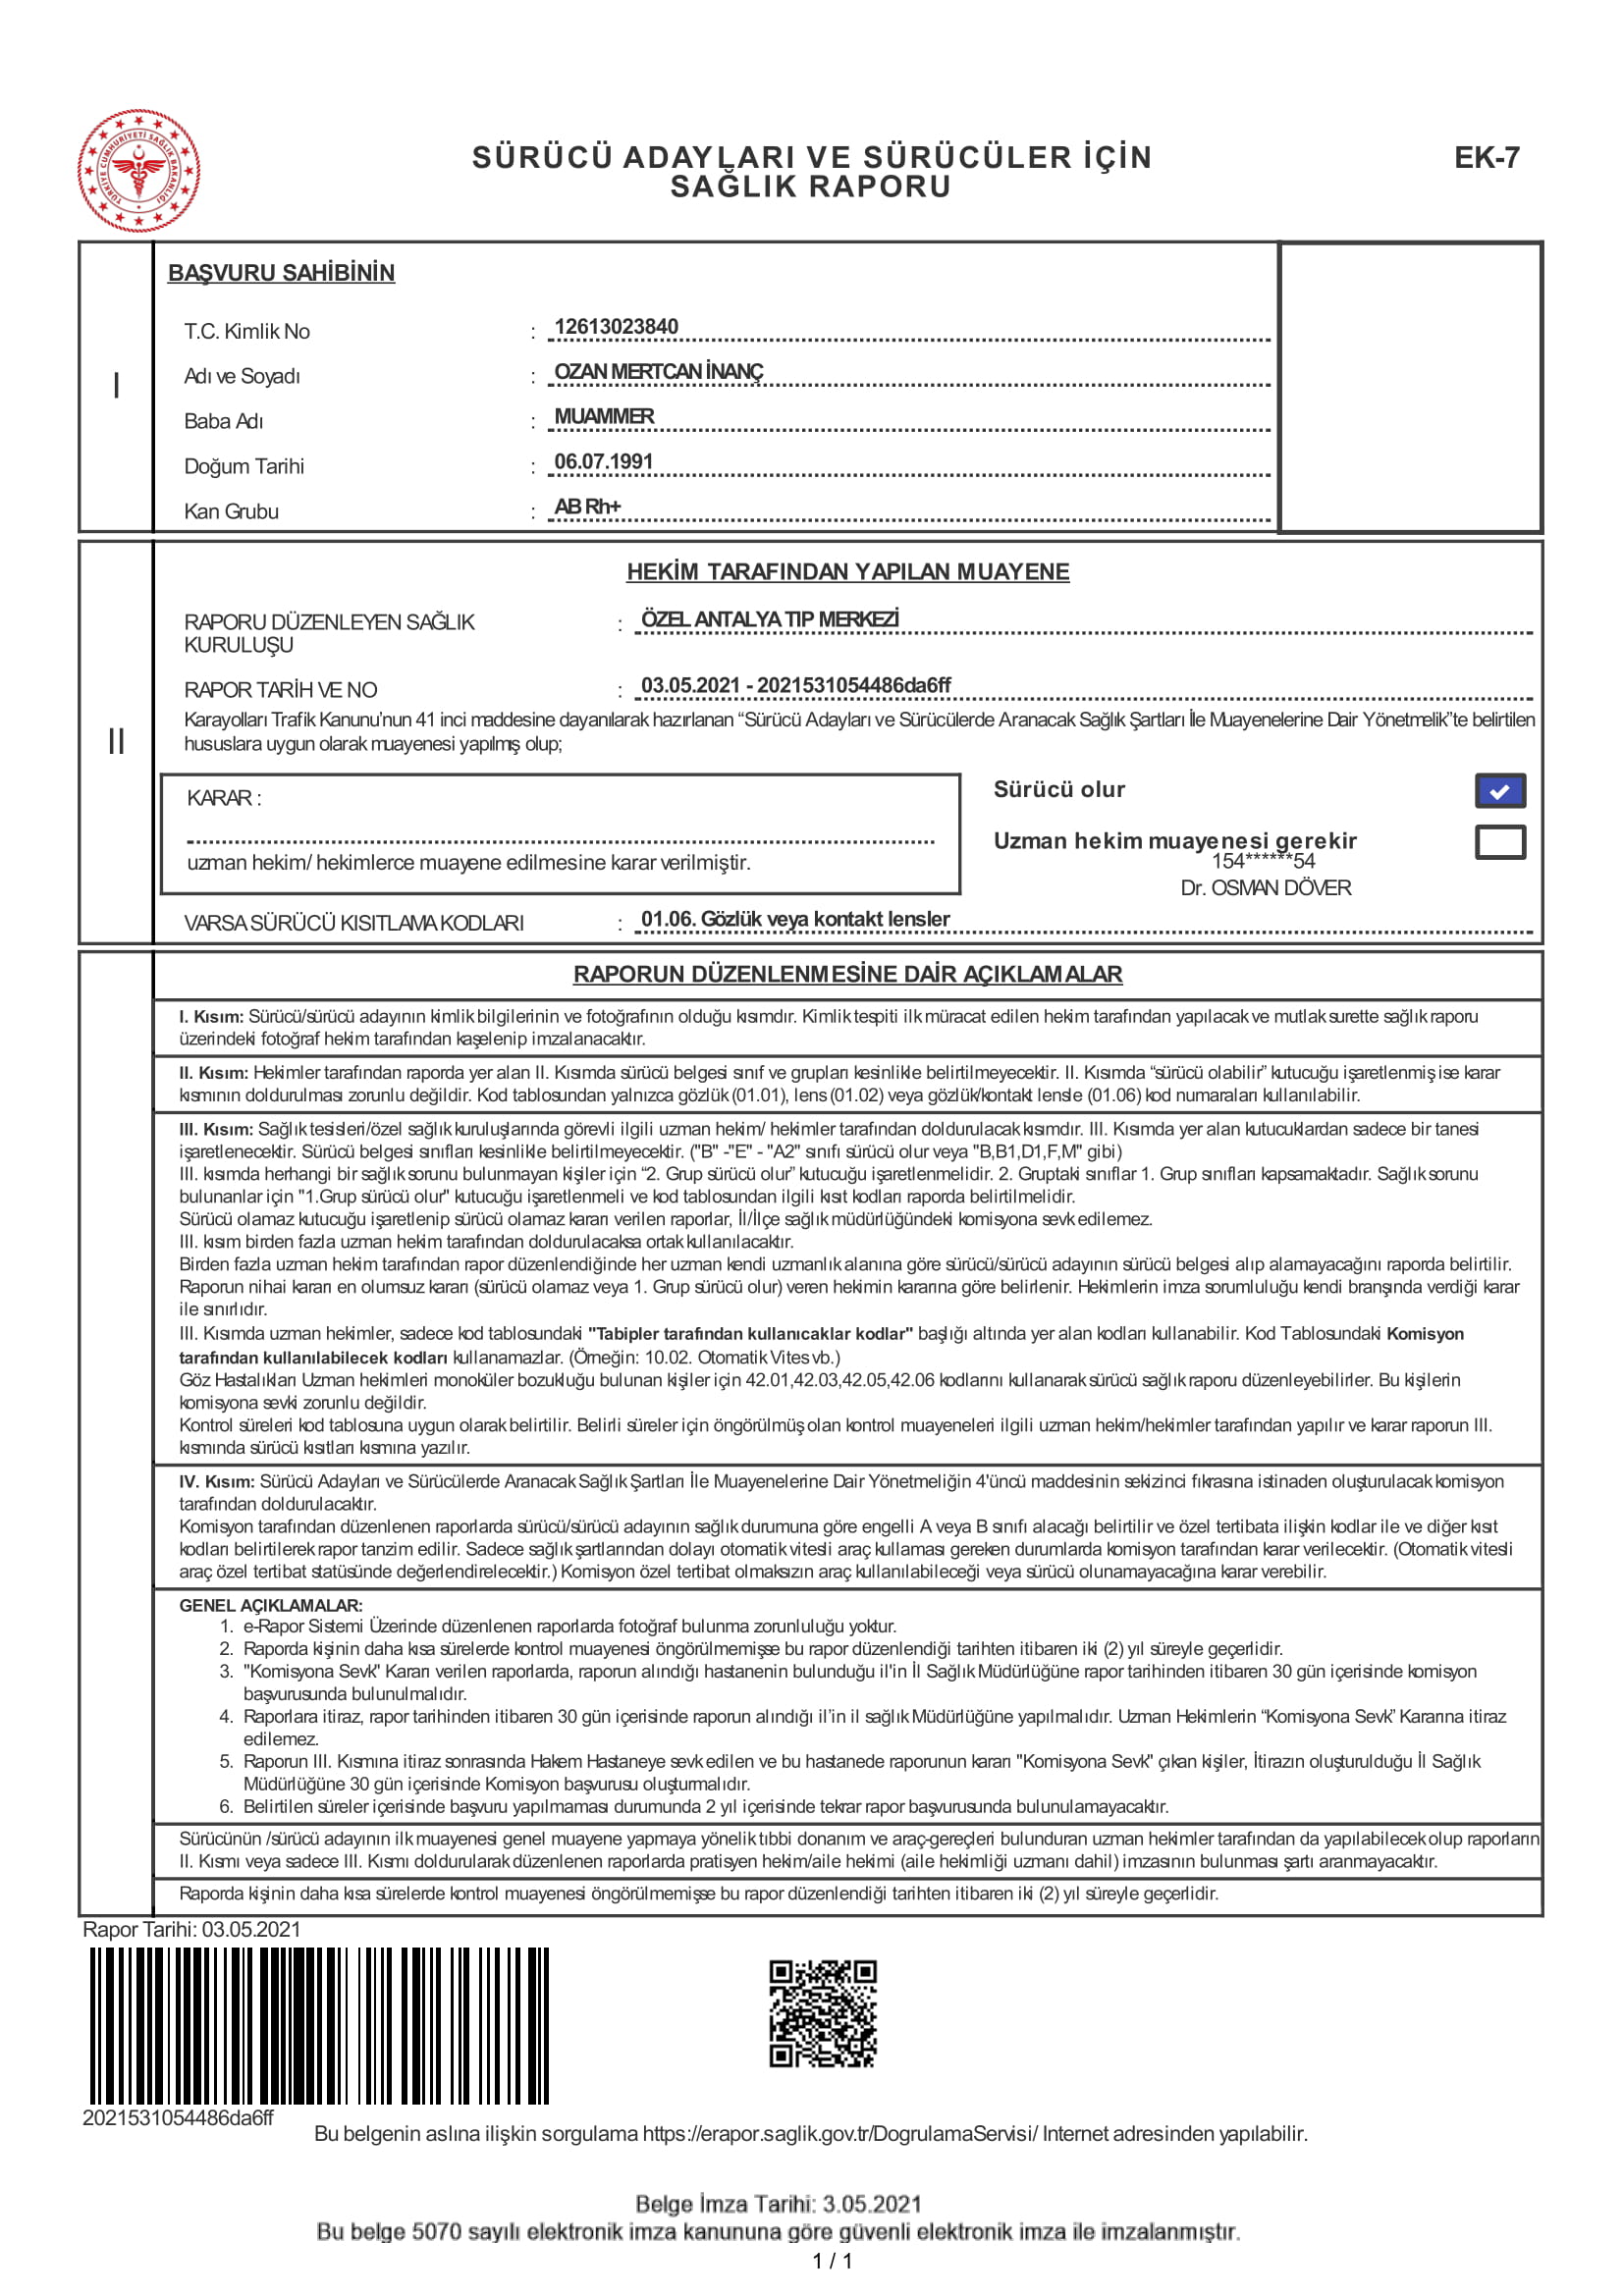 TÜRKİYE CUMHURİYETİ SAĞLIK BAKANLIĞI
SÜRÜCÜ ADAYLARI VE SÜRÜCÜLER İÇİN
SAĞLIK RAPORU
EK-7
I
BAŞVURU SAHİBİNİN
T.C. Kimlik No : 12613023840
Adı ve Soyadı : OZAN MERTCAN İNANÇ
Baba Adı : MUAMMER
Doğum Tarihi : 06.07.1991
Kan Grubu : AB Rh+
II
HEKİM TARAFINDAN YAPILAN MUAYENE
RAPORU DÜZENLEYEN SAĞLIK : ÖZEL ANTALYA TIP MERKEZİ
KURULUŞU
RAPOR TARİH VE NO : 03.05.2021 - 2021531054486da6ff
Karayolları Trafik Kanunu'nun 41 inci maddesine dayanılarak hazırlanan “Sürücü Adayları ve Sürücülerde Aranacak Sağlık Şartları İle Muayenelerine Dair Yönetmelik”te belirtilen
hususlara uygun olarak muayenesi yapılmış olup;
KARAR :
uzman hekim/ hekimlerce muayene edilmesine karar verilmiştir.
Sürücü olur
Uzman hekim muayenesi gerekir
154******54
Dr. OSMAN DÖVER
VARSA SÜRÜCÜ KISITLAMA KODLARI : 01.06. Gözlük veya kontakt lensler
RAPORUN DÜZENLENMESİNE DAİR AÇIKLAMALAR
I. Kısım: Sürücü/sürücü adayının kimlik bilgilerinin ve fotoğrafının olduğu kısımdır. Kimlik tespiti ilk müracat edilen hekim tarafından yapılacak ve mutlak surette sağlık raporu
üzerindeki fotoğraf hekim tarafından kaşelenip imzalanacaktır.
II. Kısım: Hekimler tarafından raporda yer alan II. Kısımda sürücü belgesi sınıf ve grupları kesinlikle belirtilmeyecektir. II. Kısımda “sürücü olabilir” kutucuğu işaretlenmiş ise karar
kısmının doldurulması zorunlu değildir. Kod tablosundan yalnızca gözlük (01.01), lens (01.02) veya gözlük/kontakt lensle (01.06) kod numaraları kullanılabilir.
III. Kısım: Sağlık tesisleri/özel sağlık kuruluşlarında görevli ilgili uzman hekim/ hekimler tarafından doldurulacak kısımdır. III. Kısımda yer alan kutucuklardan sadece bir tanesi
işaretlenecektir. Sürücü belgesi sınıfları kesinlikle belirtilmeyecektir. ("B" -"E" - "A2" sınıfı sürücü olur veya "B,B1,D1,F,M" gibi)
III. kısımda herhangi bir sağlık sorunu bulunmayan kişiler için “2. Grup sürücü olur” kutucuğu işaretlenmelidir. 2. Gruptaki sınıflar 1. Grup sınıfları kapsamaktadır. Sağlık sorunu
bulunanlar için "1.Grup sürücü olur" kutucuğu işaretlenmeli ve kod tablosundan ilgili kısıt kodları raporda belirtilmelidir.
Sürücü olamaz kutucuğu işaretlenip sürücü olamaz kararı verilen raporlar, İl/İlçe sağlık müdürlüğündeki komisyona sevk edilemez.
III. kısım birden fazla uzman hekim tarafından doldurulacaksa ortak kullanılacaktır.
Birden fazla uzman hekim tarafından rapor düzenlendiğinde her uzman kendi uzmanlık alanına göre sürücü/sürücü adayının sürücü belgesi alıp alamayacağını raporda belirtilir.
Raporun nihai kararı en olumsuz kararı (sürücü olamaz veya 1. Grup sürücü olur) veren hekimin kararına göre belirlenir. Hekimlerin imza sorumluluğu kendi branşında verdiği karar
ile sınırlıdır.
III. Kısımda uzman hekimler, sadece kod tablosundaki "Tabipler tarafından kullanıcaklar kodlar" başlığı altında yer alan kodları kullanabilir. Kod Tablosundaki Komisyon
tarafından kullanılabilecek kodları kullanamazlar. (Örneğin: 10.02. Otomatik Vites vb.)
Göz Hastalıkları Uzman hekimleri monoküler bozukluğu bulunan kişiler için 42.01,42.03,42.05,42.06 kodlarını kullanarak sürücü sağlık raporu düzenleyebilirler. Bu kişilerin
komisyona sevki zorunlu değildir.
Kontrol süreleri kod tablosuna uygun olarak belirtilir. Belirli süreler için öngörülmüş olan kontrol muayeneleri ilgili uzman hekim/hekimler tarafından yapılır ve karar raporun III.
kısmında sürücü kısıtları kısmına yazılır.
IV. Kısım: Sürücü Adayları ve Sürücülerde Aranacak Sağlık Şartları İle Muayenelerine Dair Yönetmeliğin 4'üncü maddesinin sekizinci fıkrasına istinaden oluşturulacak komisyon
tarafından doldurulacaktır.
Komisyon tarafından düzenlenen raporlarda sürücü/sürücü adayının sağlık durumuna göre engelli A veya B sınıfı alacağı belirtilir ve özel tertibata ilişkin kodlar ile ve diğer kısıt
kodları belirtilerek rapor tanzim edilir. Sadece sağlık şartlarından dolayı otomatik vitesli araç kullaması gereken durumlarda komisyon tarafından karar verilecektir. (Otomatik vitesli
araç özel tertibat statüsünde değerlendirelecektir.) Komisyon özel tertibat olmaksızın araç kullanılabileceği veya sürücü olunamayacağına karar verebilir.
GENEL AÇIKLAMALAR:
1. e-Rapor Sistemi Üzerinde düzenlenen raporlarda fotoğraf bulunma zorunluluğu yoktur.
2. Raporda kişinin daha kısa sürelerde kontrol muayenesi öngörülmemişse bu rapor düzenlendiği tarihten itibaren iki (2) yıl süreyle geçerlidir.
3. "Komisyona Sevk" Kararı verilen raporlarda, raporun alındığı hastanenin bulunduğu il'in İl Sağlık Müdürlüğüne rapor tarihinden itibaren 30 gün içerisinde komisyon
başvurusunda bulunulmalıdır.
4. Raporlara itiraz, rapor tarihinden itibaren 30 gün içerisinde raporun alındığı il’in il sağlık Müdürlüğüne yapılmalıdır. Uzman Hekimlerin “Komisyona Sevk” Kararına itiraz
edilemez.
5. Raporun III. Kısmına itiraz sonrasında Hakem Hastaneye sevk edilen ve bu hastanede raporunun kararı "Komisyona Sevk" çıkan kişiler, İtirazın oluşturulduğu İl Sağlık
Müdürlüğüne 30 gün içerisinde Komisyon başvurusu oluşturmalıdır.
6. Belirtilen süreler içerisinde başvuru yapılmaması durumunda 2 yıl içerisinde tekrar rapor başvurusunda bulunulamayacaktır.
Sürücünün /sürücü adayının ilk muayenesi genel muayene yapmaya yönelik tıbbi donanım ve araç-gereçleri bulunduran uzman hekimler tarafından da yapılabilecek olup raporların
II. Kısmı veya sadece III. Kısmı doldurularak düzenlenen raporlarda pratisyen hekim/aile hekimi (aile hekimliği uzmanı dahil) imzasının bulunması şartı aranmayacaktır.
Raporda kişinin daha kısa sürelerde kontrol muayenesi öngörülmemişse bu rapor düzenlendiği tarihten itibaren iki (2) yıl süreyle geçerlidir.
Rapor Tarihi: 03.05.2021
2021531054486da6ff
Bu belgenin aslına ilişkin sorgulama https://erapor.saglik.gov.tr/DogrulamaServisi/ Internet adresinden yapılabilir.
Belge İmza Tarihi: 3.05.2021
Bu belge 5070 sayılı elektronik imza kanununa göre güvenli elektronik imza ile imzalanmıştır.
1 / 1